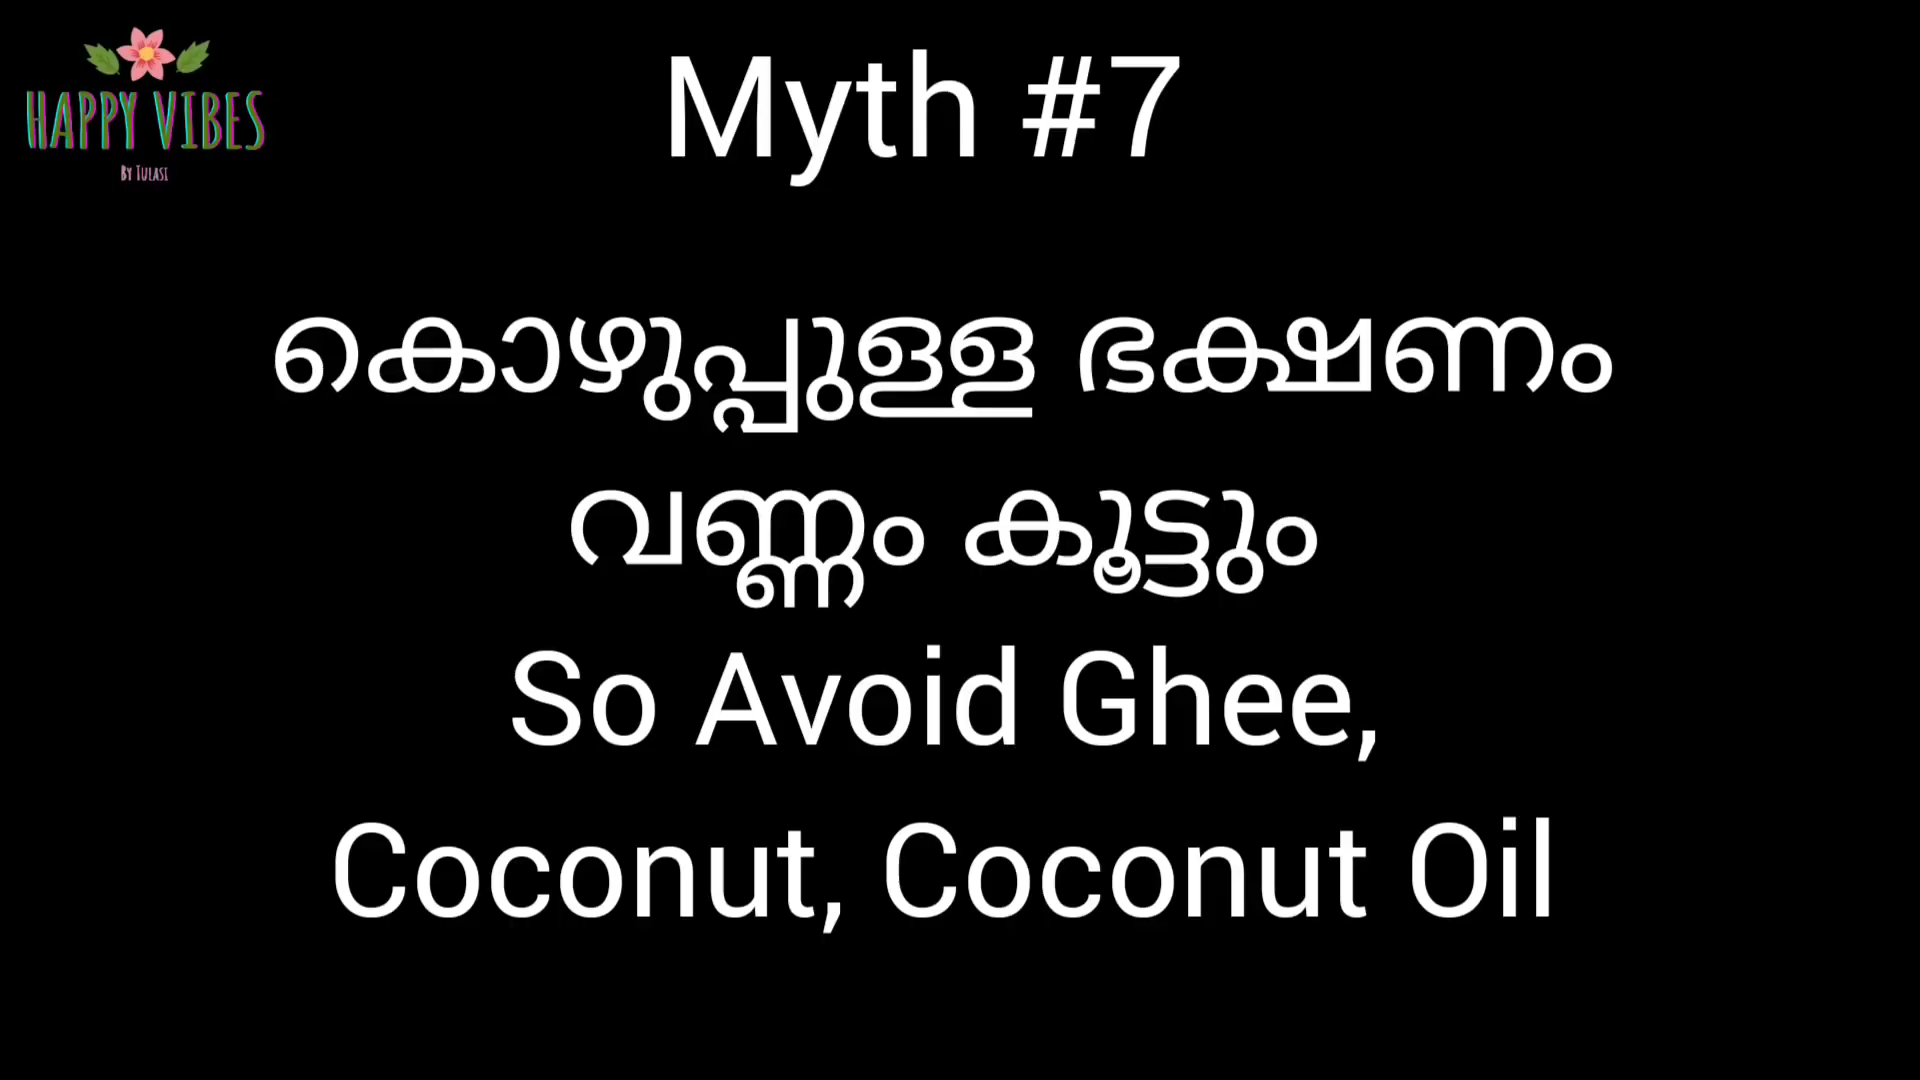 HAPPY VIBES
By Tulasi
Myth #7
കൊഴുപ്പുള്ള ഭക്ഷണം
വണ്ണം കൂട്ടും
So Avoid Ghee,
Coconut, Coconut Oil